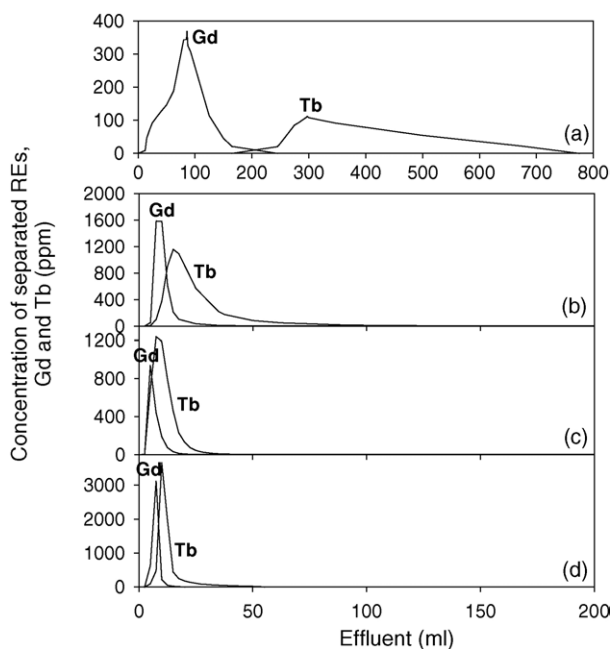 Concentration of separated REs,
Gd and Tb (ppm)
400
300
200
100
0
Gd
Tb
(a)
0 100 200 300 400 500 600 700 800
2000
1600
1200
800
400
0
Gd
Tb
(b)
1200
800
400
0
Gd
Tb
(c)
3000
2000
1000
0
Gd
Tb
(d)
0 50 100 150 200
Effluent (ml)